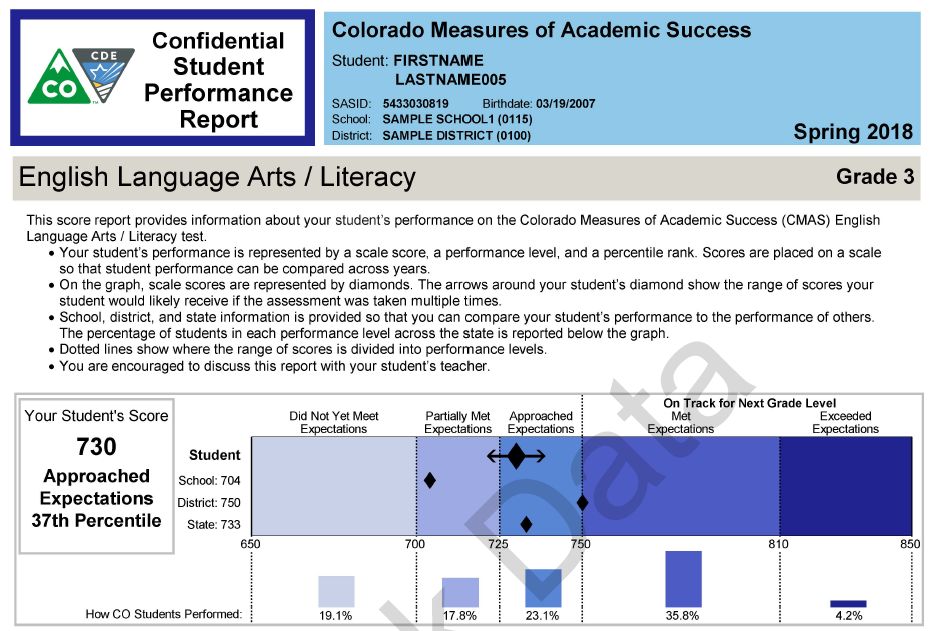 CO
CDE
TM
Confidential
Student
Performance
Report
Colorado Measures of Academic Success
Student: FIRSTNAME
LASTNAME005
SASID: 5433030819 Birthdate: 03/19/2007
School: SAMPLE SCHOOL1 (0115)
District: SAMPLE DISTRICT (0100)
Spring 2018
English Language Arts / Literacy
Grade 3
This score report provides information about your student's performance on the Colorado Measures of Academic Success (CMAS) English
Language Arts / Literacy test.
• Your student's performance is represented by a scale score, a performance level, and a percentile rank. Scores are placed on a scale
so that student performance can be compared across years.
• On the graph, scale scores are represented by diamonds. The arrows around your student's diamond show the range of scores your
student would likely receive if the assessment was taken multiple times.
• School, district, and state information is provided so that you can compare your student's performance to the performance of others.
The percentage of students in each performance level across the state is reported below the graph.
• Dotted lines show where the range of scores is divided into performance levels.
• You are encouraged to discuss this report with your student's teacher.
Your Student's Score
730
Approached
Expectations
37th Percentile
On Track for Next Grade Level
Did Not Yet Meet Partially Met Approached Met Exceeded
Expectations Expectations Expectations Expectations Expectations
Student
School: 704
District: 750
State: 733
650 700 725 750 810 850
How CO Students Performed: 19.1% 17.8% 23.1% 35.8% 4.2%
k Data